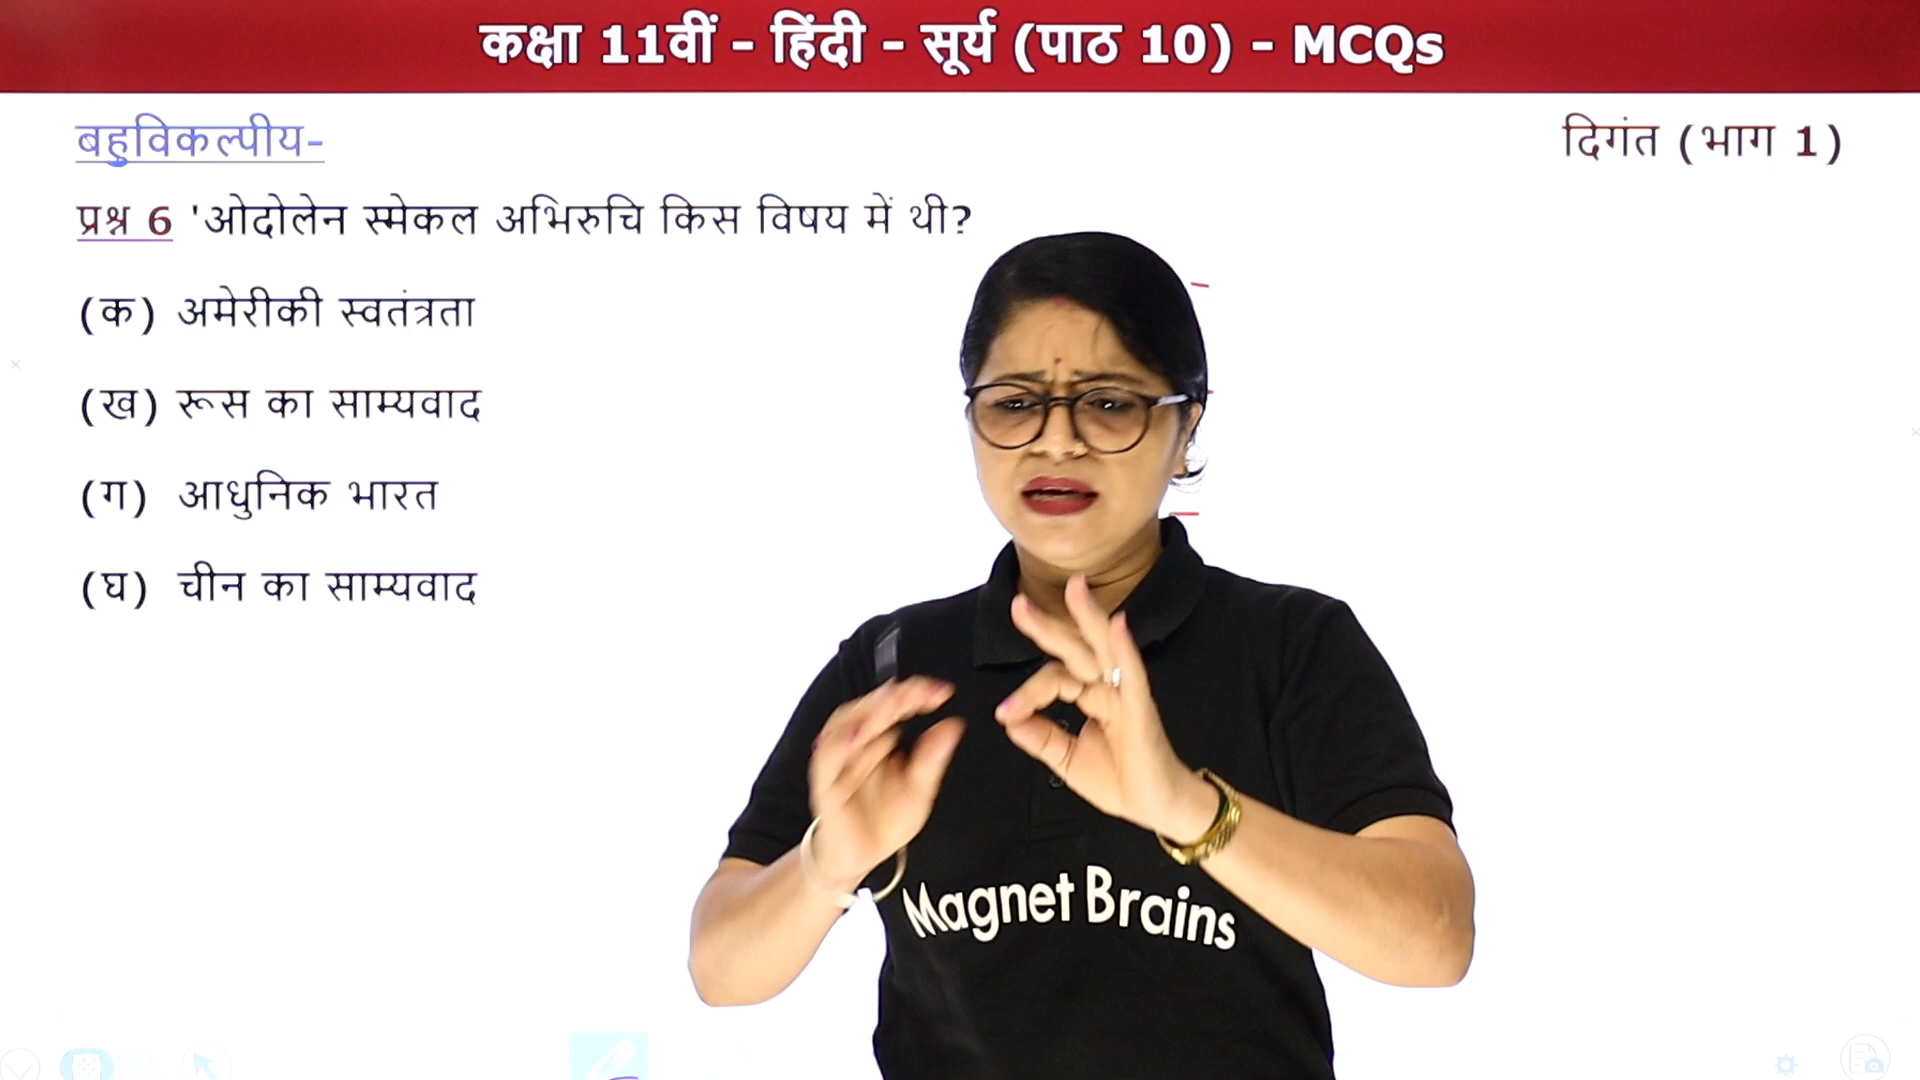 कक्षा 11वीं - हिंदी - सूर्य (पाठ 10) - MCQs
बहुविकल्पीय-
दिगंत (भाग 1)
प्रश्न 6 'ओदोलेन स्मेकल अभिरुचि किस विषय में थी?
(क) अमेरीकी स्वतंत्रता
(ख) रूस का साम्यवाद
(ग) आधुनिक भारत
(घ) चीन का साम्यवाद
Magnet Brains